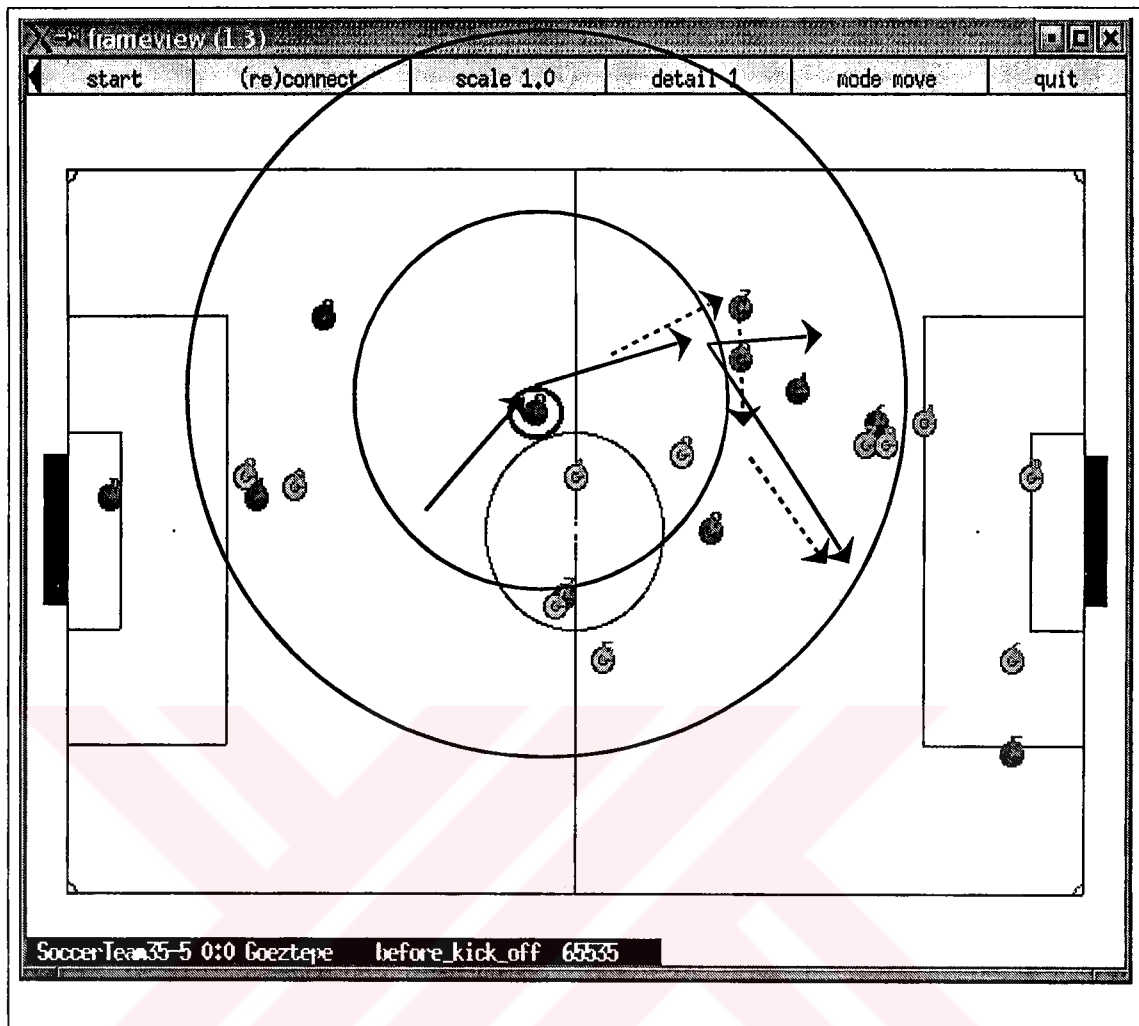 frameview (1.3)
start (re)connect scale 1.0 detail 1 mode move quit
SoccerTeam35-5 0:0 Goeztepe before_kick_off 65535